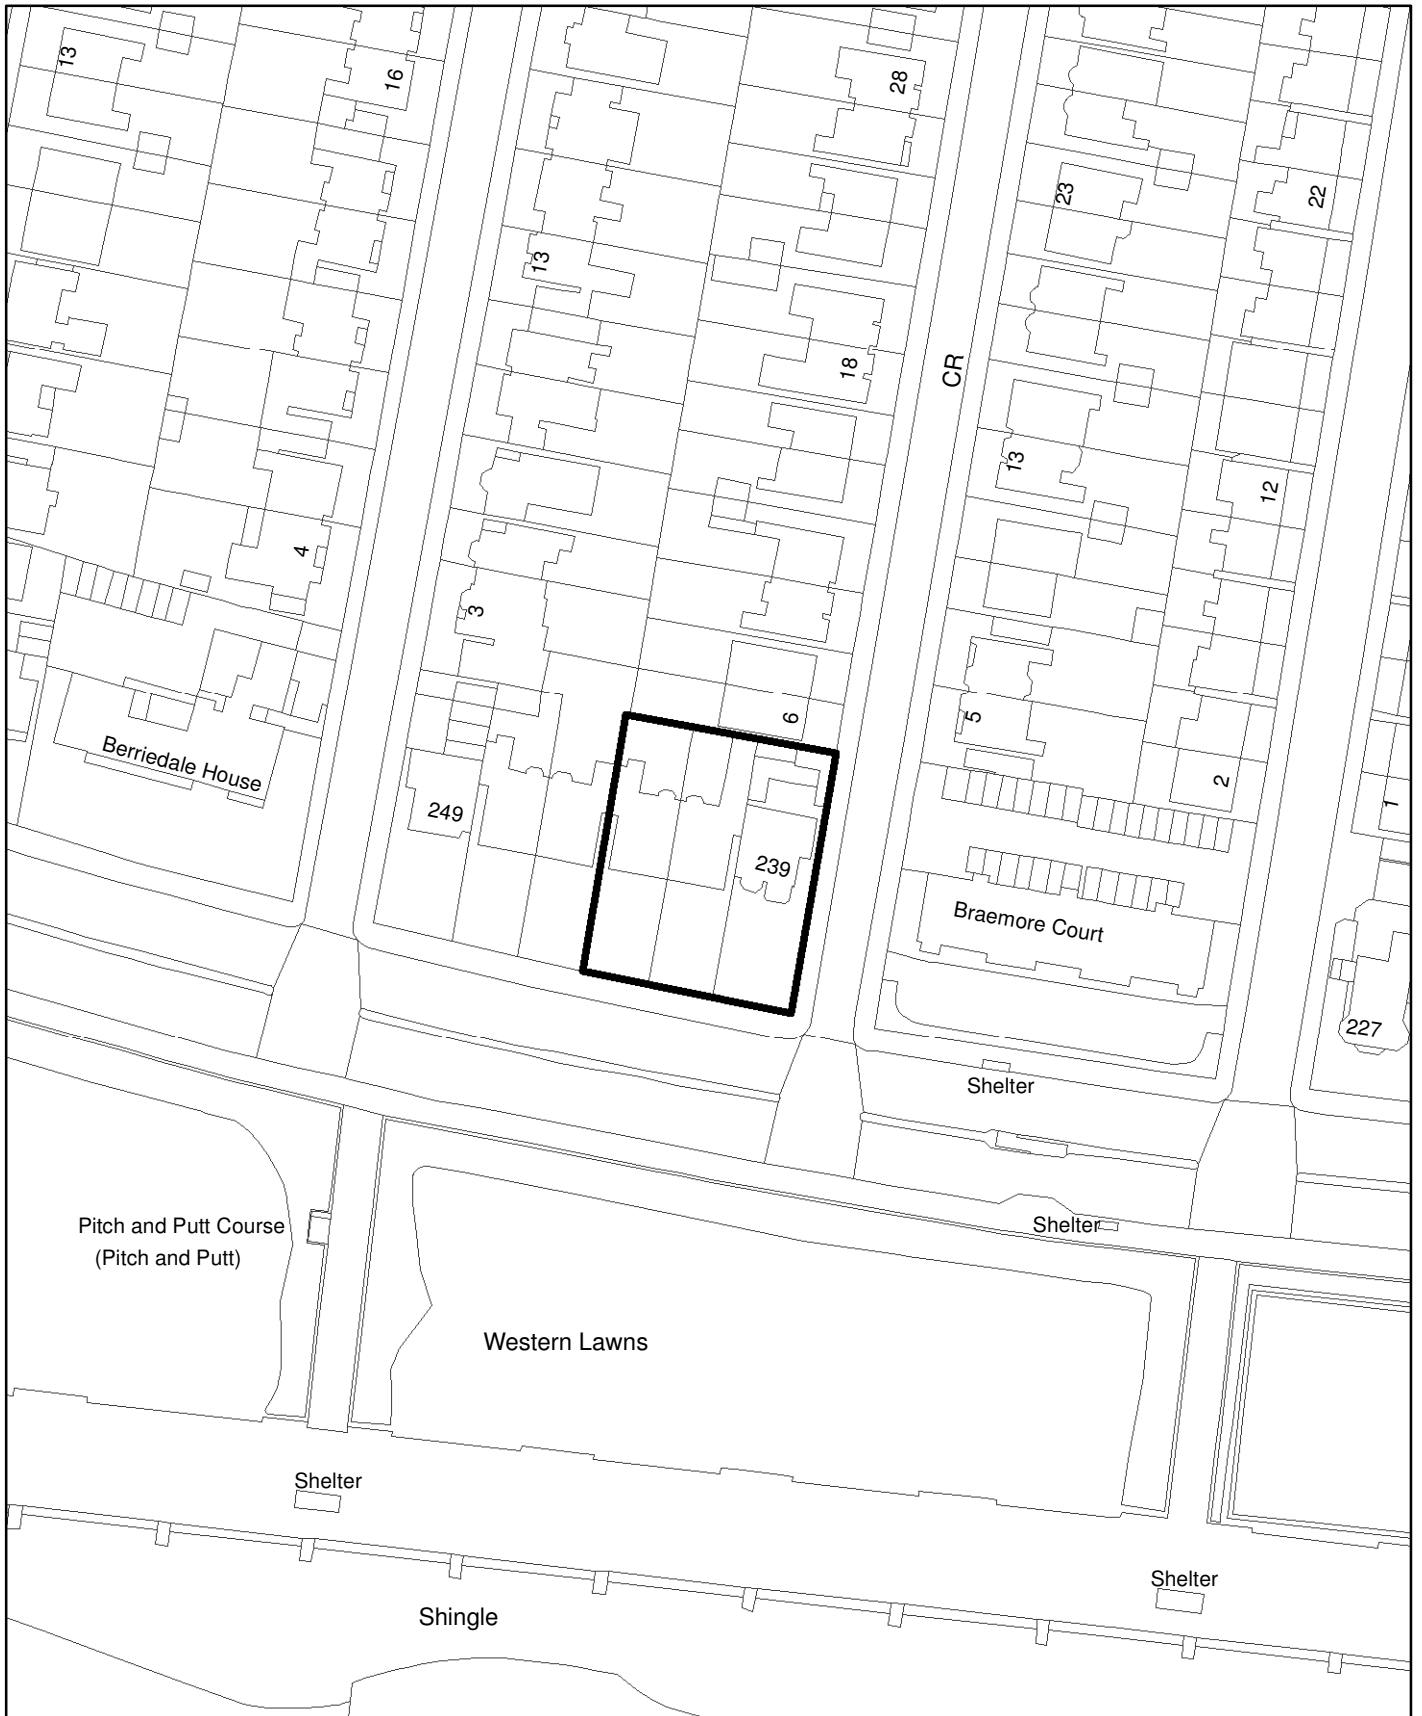 13
16
28
23
22
13
18
CR
13
12
4
3
6
5
2
1
Berriedale House
249
239
Braemore Court
227
Shelter
Pitch and Putt Course
(Pitch and Putt)
Shelter
Western Lawns
Shelter
Shelter
Shingle